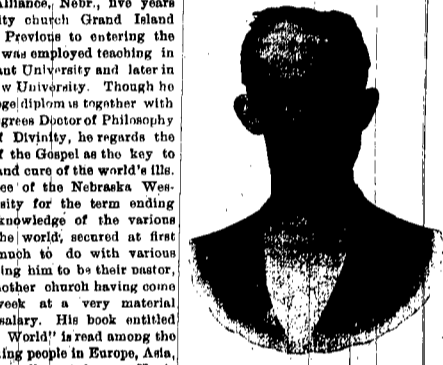 Alliance, Nebr., five years
ity church Grand Island
Previous to entering the
was employed teaching in
ant University and later in
w University. Though he
ge diplomas together with
grees Doctor of Philosophy
f Divinity, he regards the
f the Gospel as the key to
and cure of the world's ills.
ee of the Nebraska Wes-
sity for the term ending
knowledge of the various
he world, secured at first
much to do with various
ing him to be their pastor,
other church having come
week at a very material
salary. His book entitled
World" is read among the
ing people in Europe, Asia,